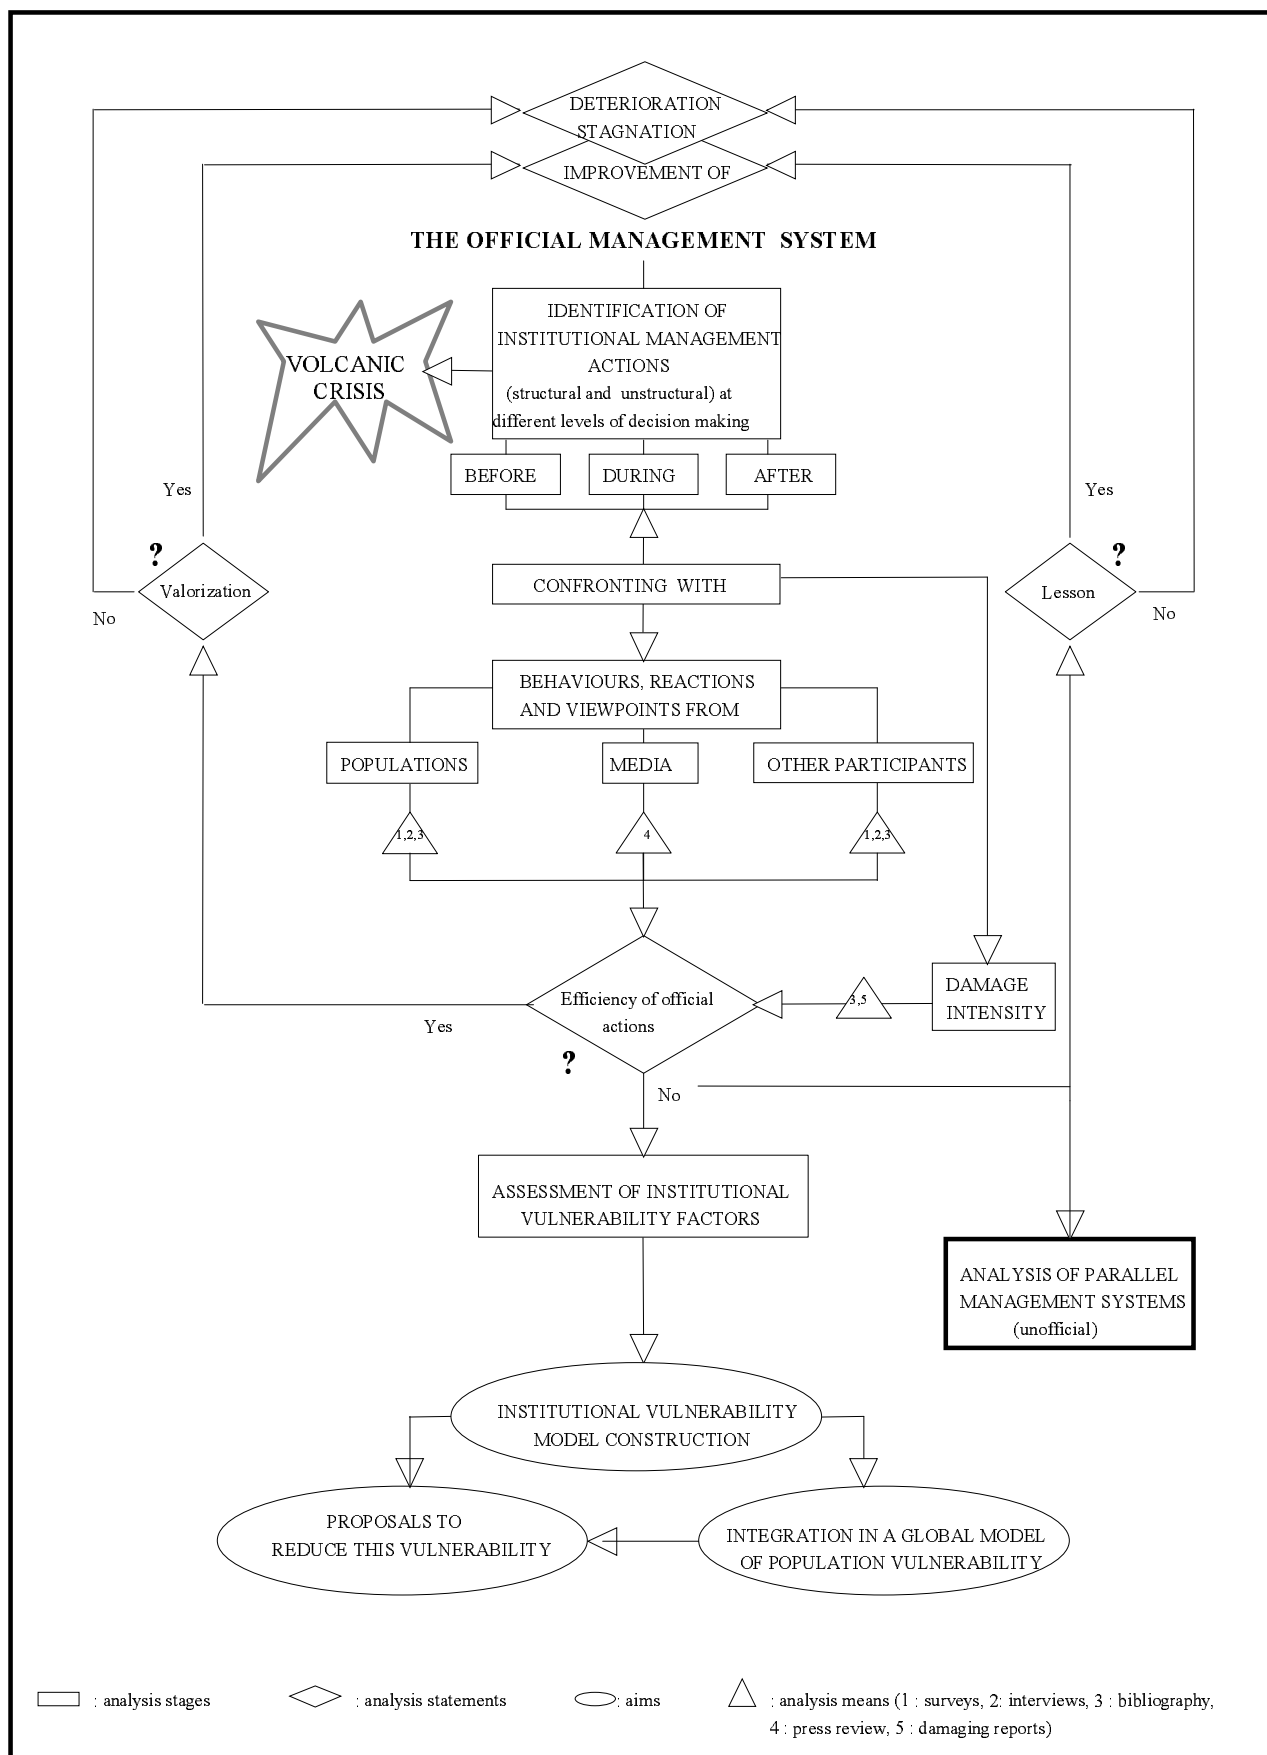 DETERIORATION
STAGNATION
IMPROVEMENT OF
THE OFFICIAL MANAGEMENT SYSTEM
IDENTIFICATION OF
INSTITUTIONAL MANAGEMENT
ACTIONS
(structural and unstructural) at
different levels of decision making
VOLCANIC
CRISIS
BEFORE
DURING
AFTER
Yes
Yes
?
?
CONFRONTING WITH
Valorization
Lesson
No
No
BEHAVIOURS, REACTIONS
AND VIEWPOINTS FROM
POPULATIONS
MEDIA
OTHER PARTICIPANTS
1,2,3
4
1,2,3
Efficiency of official
actions
3,5
DAMAGE
INTENSITY
Yes
?
No
ASSESSMENT OF INSTITUTIONAL
VULNERABILITY FACTORS
ANALYSIS OF PARALLEL
MANAGEMENT SYSTEMS
(unofficial)
INSTITUTIONAL VULNERABILITY
MODEL CONSTRUCTION
PROPOSALS TO
REDUCE THIS VULNERABILITY
INTEGRATION IN A GLOBAL MODEL
OF POPULATION VULNERABILITY
: analysis stages
: analysis statements
: aims
: analysis means (1 : surveys, 2: interviews, 3 : bibliography,
4 : press review, 5 : damaging reports)